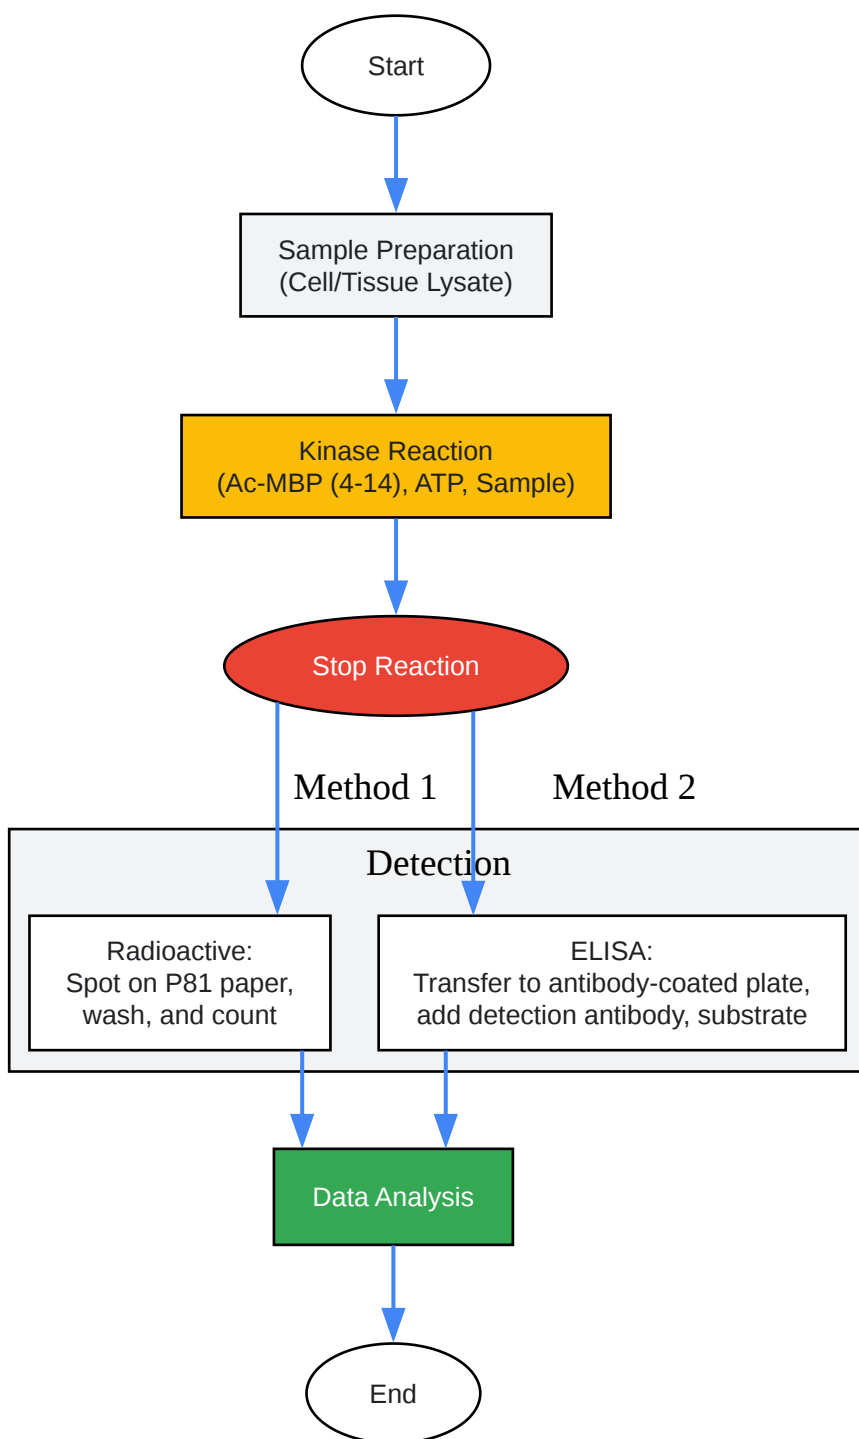 Start
Sample Preparation
(Cell/Tissue Lysate)
Kinase Reaction
(Ac-MBP (4-14), ATP, Sample)
Stop Reaction
Method 1
Method 2
Detection
Radioactive:
Spot on P81 paper,
wash, and count
ELISA:
Transfer to antibody-coated plate,
add detection antibody, substrate
Data Analysis
End